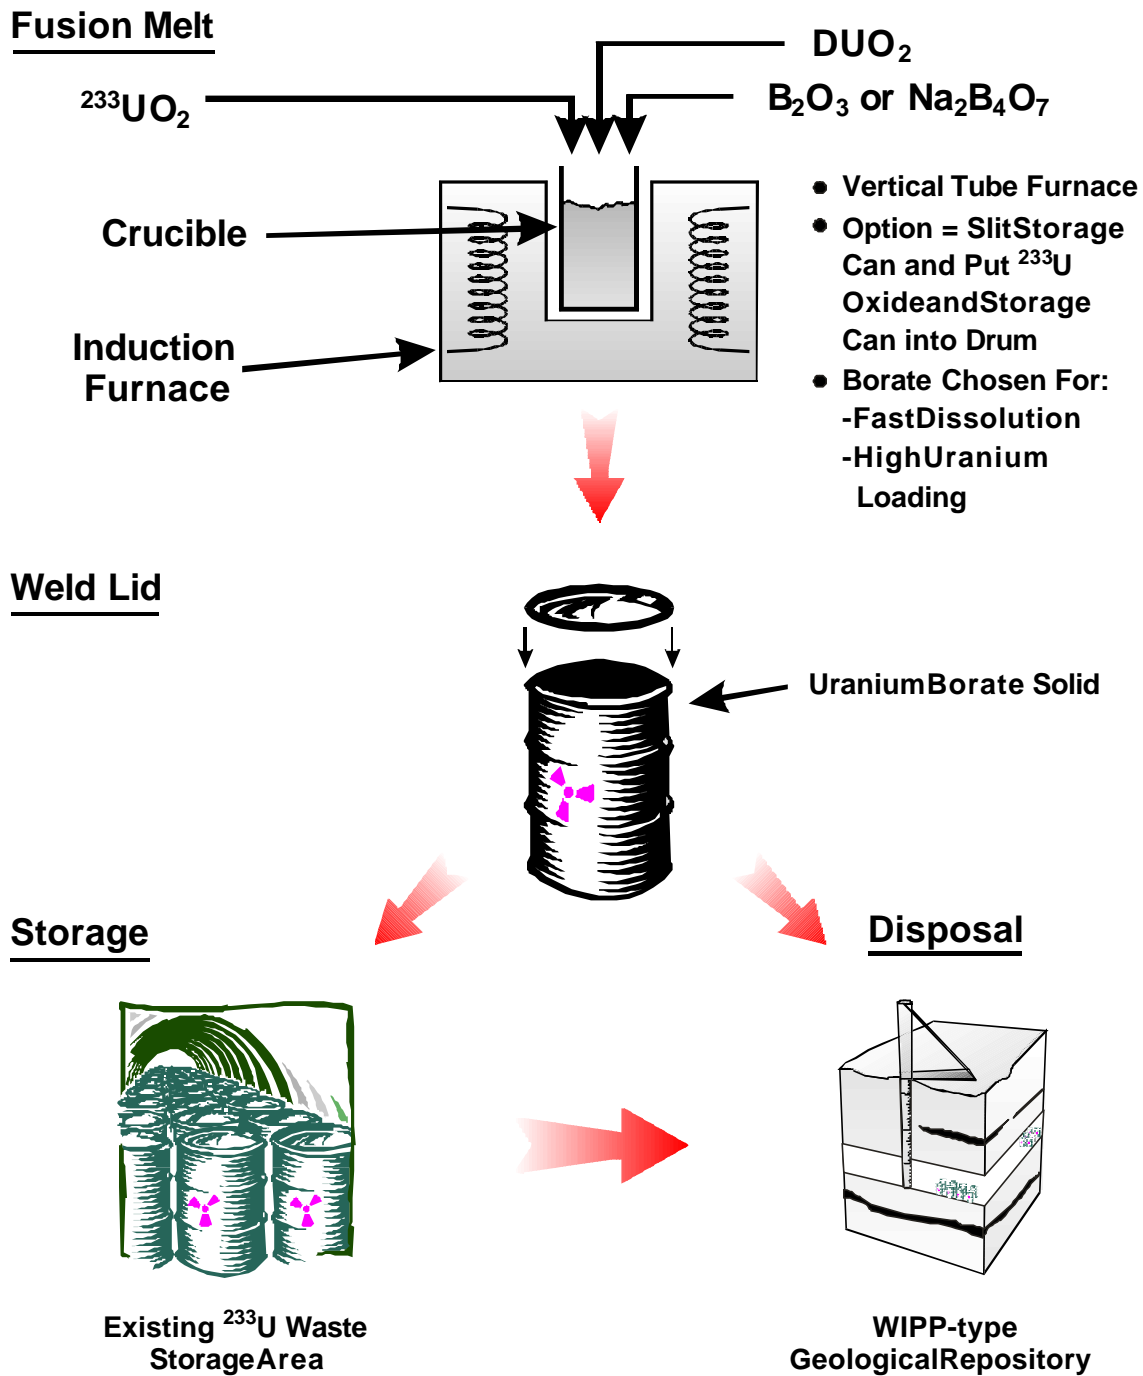 Fusion Melt
²³³UO₂
DUO₂
B₂O₃ or Na₂B₄O₇
Crucible
Induction
Furnace
• Vertical Tube Furnace
• Option = SlitStorage
Can and Put ²³³U
OxideandStorage
Can into Drum
• Borate Chosen For:
-FastDissolution
-HighUranium
Loading
Weld Lid
UraniumBorate Solid
Storage
Disposal
Existing ²³³U Waste
StorageArea
WIPP-type
GeologicalRepository